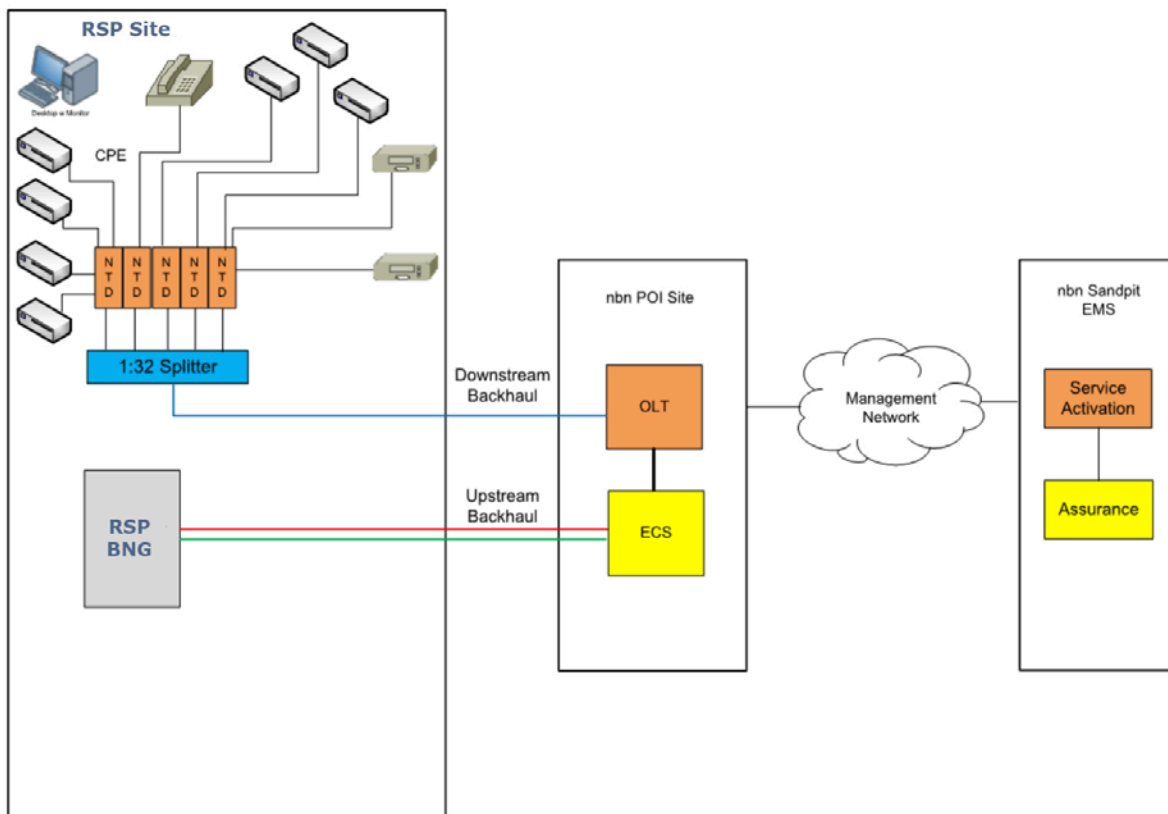 RSP Site
Desktop w Monitor
CPE
N
T
D
N
T
D
N
T
D
N
T
D
N
T
D
1:32 Splitter
Downstream
Backhaul
RSP
BNG
Upstream
Backhaul
nbn POI Site
OLT
ECS
Management
Network
nbn Sandpit
EMS
Service
Activation
Assurance